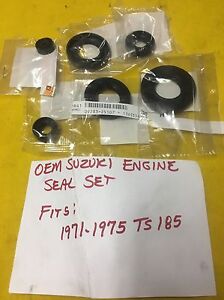 OEM SUZUKI ENGINE
SEAL SET
FITS:
1971-1975 TS 185